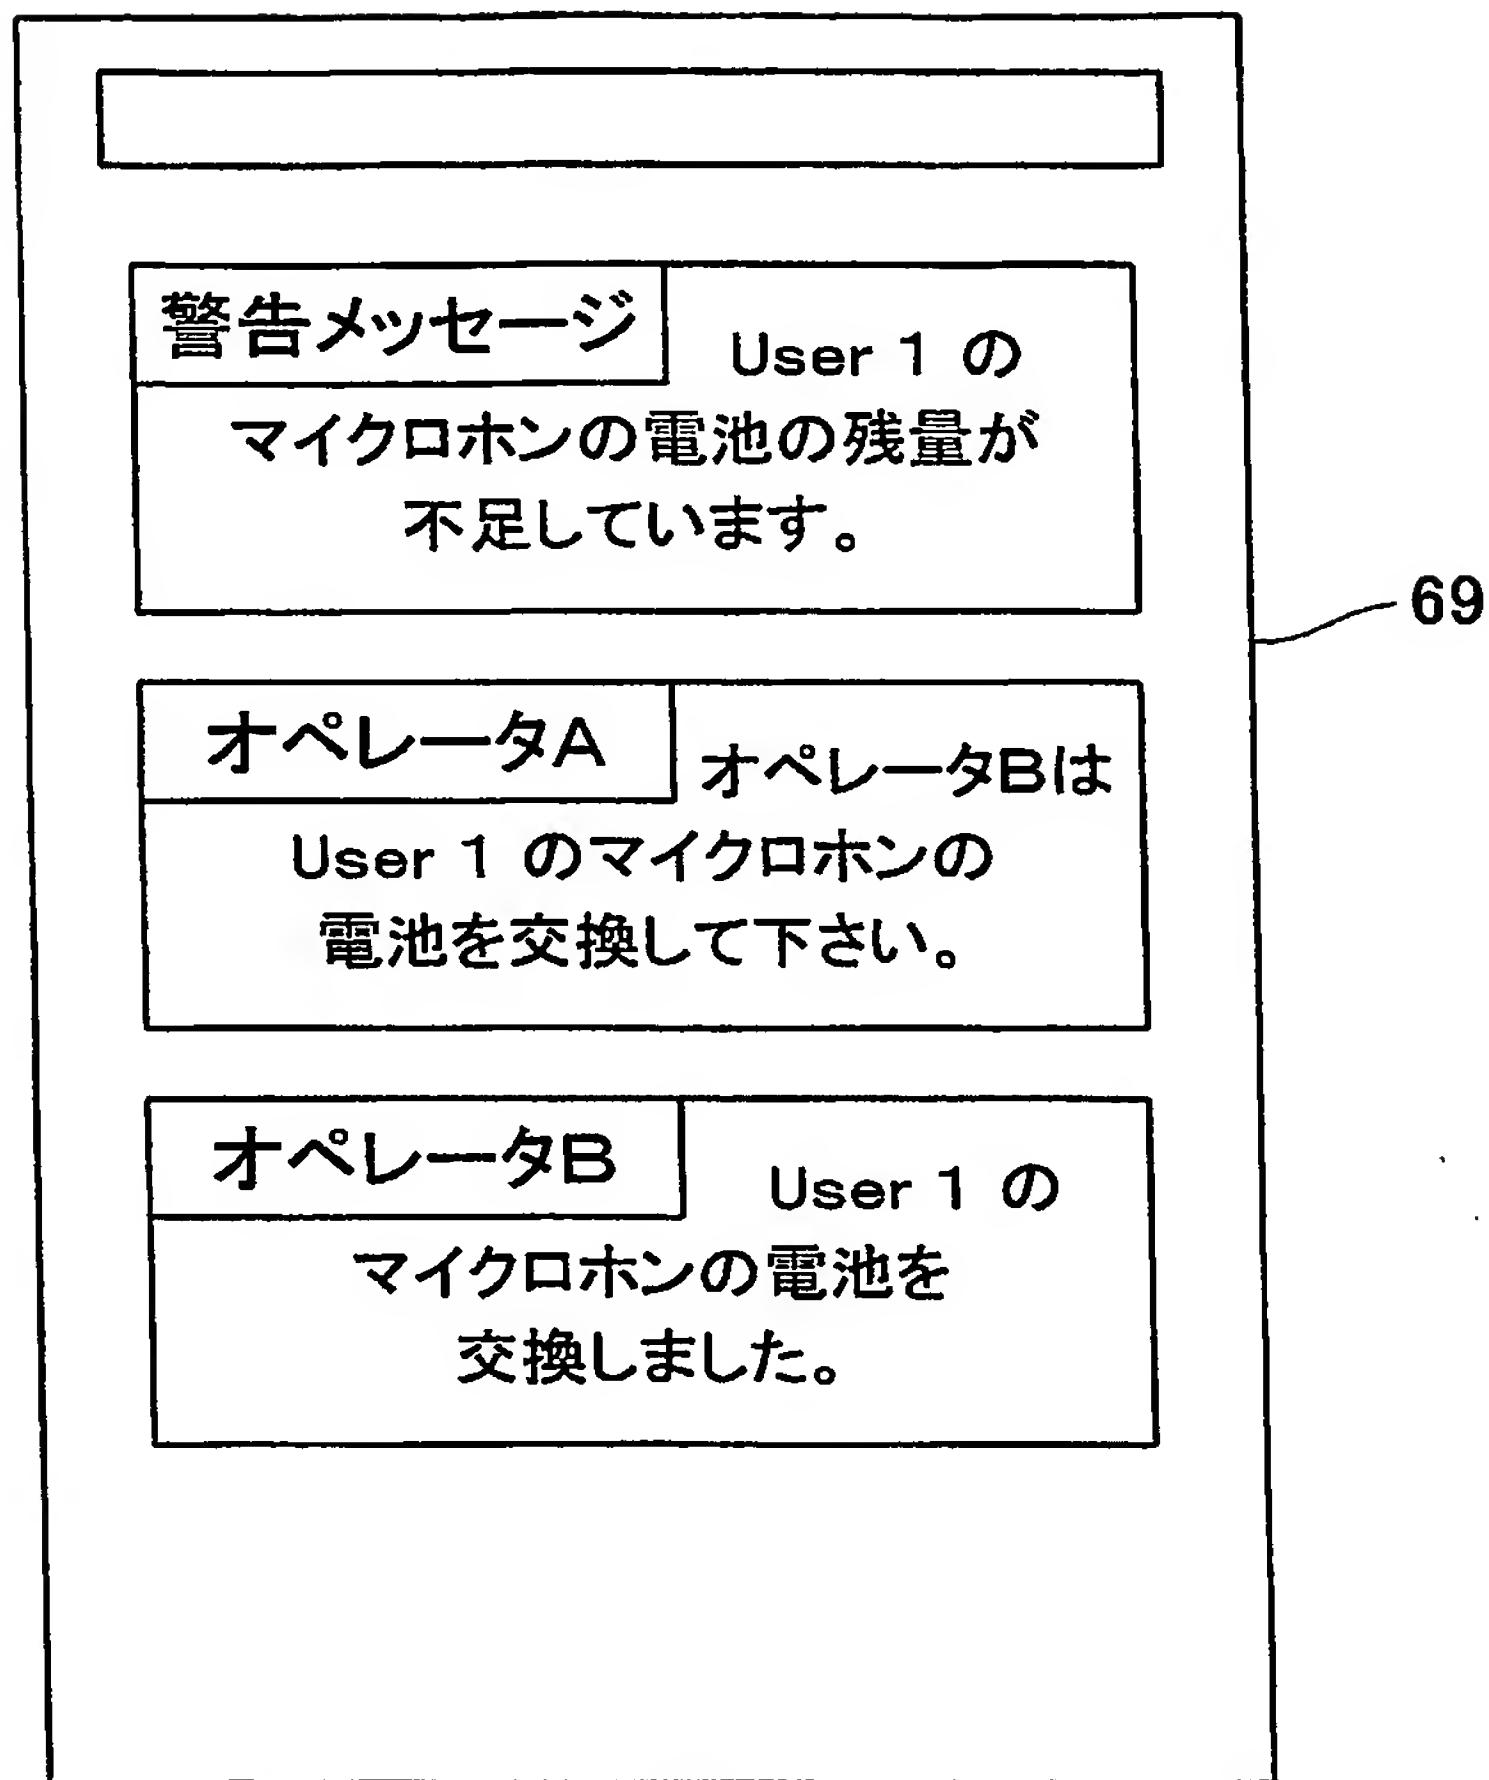 警告メッセージ
User 1 の
マイクロホンの電池の残量が
不足しています。
69
オペレータA
オペレータBは
User 1 のマイクロホンの
電池を交換して下さい。
オペレータB
User 1 の
マイクロホンの電池を
交換しました。